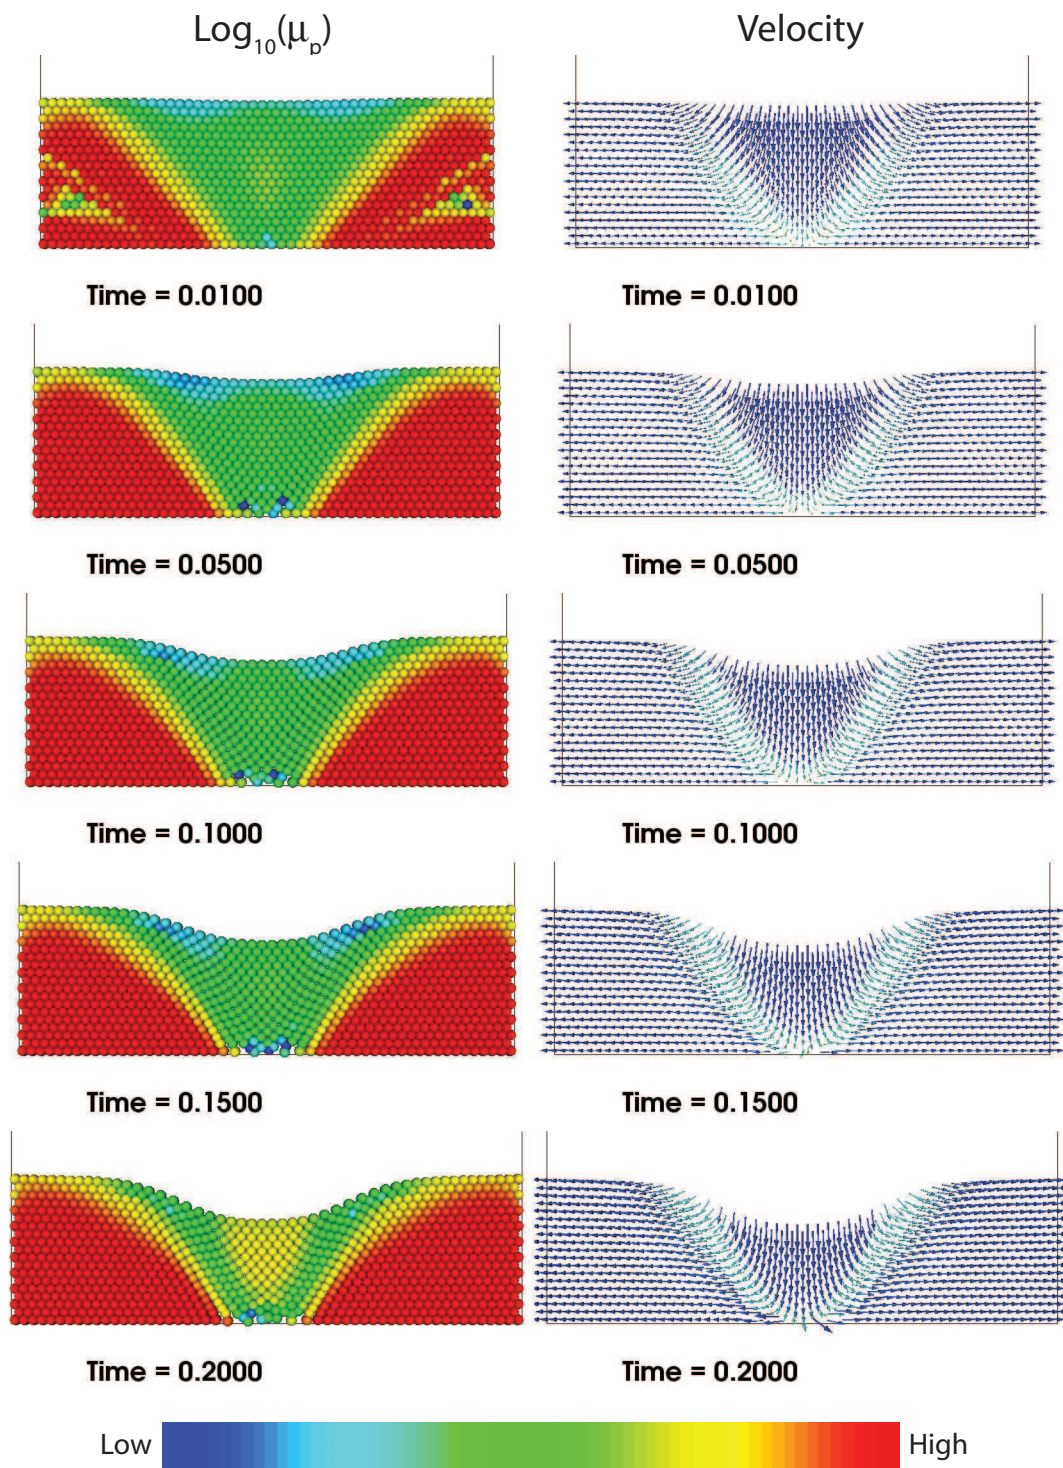 Log₁₀(μₚ) Velocity
Time = 0.0100 Time = 0.0100
Time = 0.0500 Time = 0.0500
Time = 0.1000 Time = 0.1000
Time = 0.1500 Time = 0.1500
Time = 0.2000 Time = 0.2000
Low High